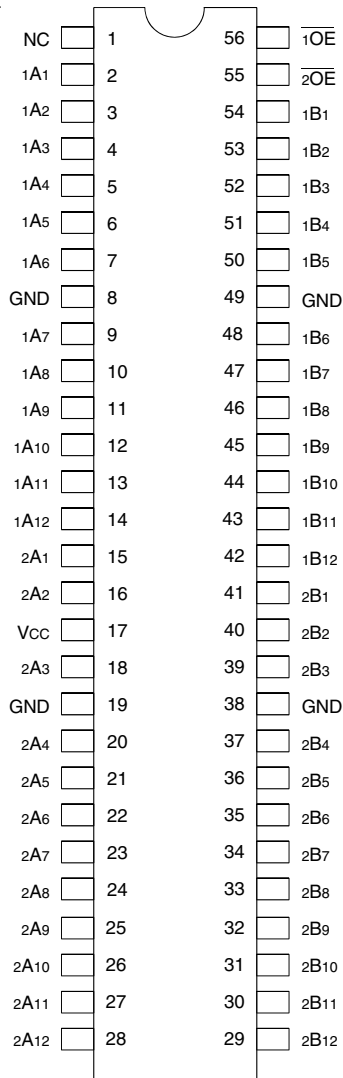 NC 1 56 1OE
1A1 2 55 2OE
1A2 3 54 1B1
1A3 4 53 1B2
1A4 5 52 1B3
1A5 6 51 1B4
1A6 7 50 1B5
GND 8 49 GND
1A7 9 48 1B6
1A8 10 47 1B7
1A9 11 46 1B8
1A10 12 45 1B9
1A11 13 44 1B10
1A12 14 43 1B11
2A1 15 42 1B12
2A2 16 41 2B1
VCC 17 40 2B2
2A3 18 39 2B3
GND 19 38 GND
2A4 20 37 2B4
2A5 21 36 2B5
2A6 22 35 2B6
2A7 23 34 2B7
2A8 24 33 2B8
2A9 25 32 2B9
2A10 26 31 2B10
2A11 27 30 2B11
2A12 28 29 2B12